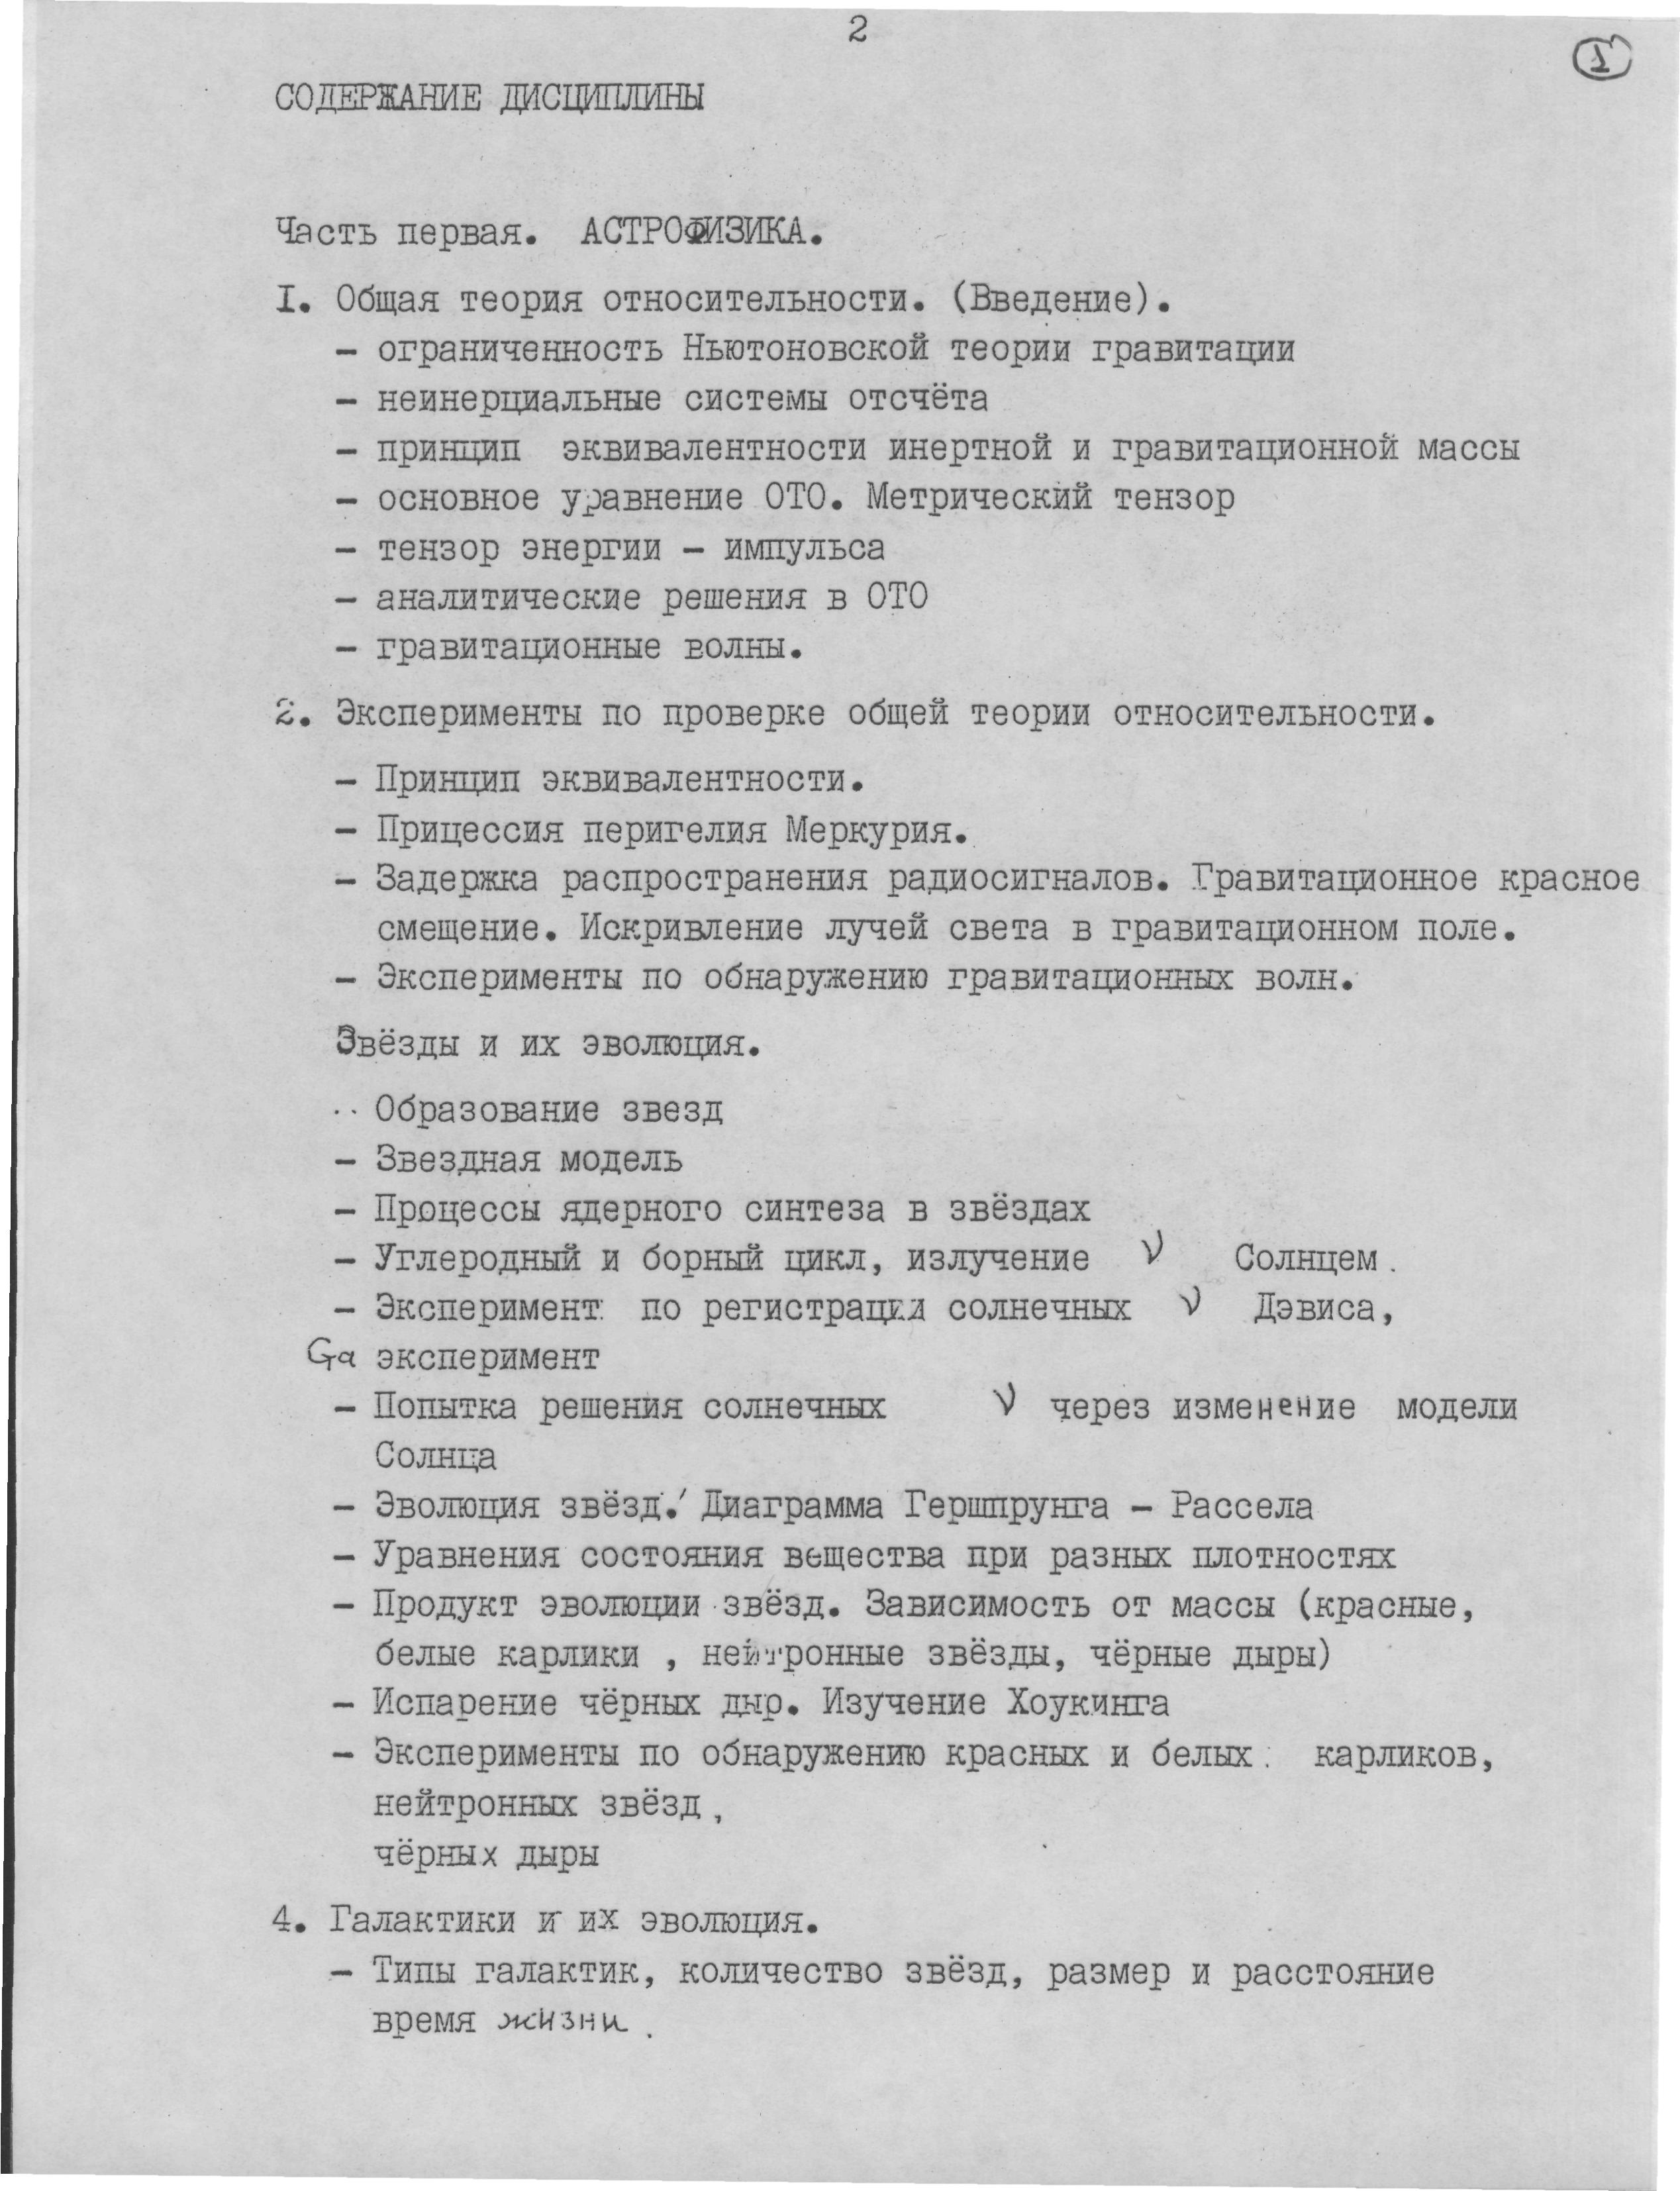 2
1
СОДЕРЖАНИЕ ДИСЦИПЛИНЫ
Часть первая. АСТРОФИЗИКА.
I. Общая теория относительности. (Введение).
- ограниченность Ньютоновской теории гравитации
- неинерциальные системы отсчёта
- принцип эквивалентности инертной и гравитационной массы
- основное уравнение ОТО. Метрический тензор
- тензор энергии - импульса
- аналитические решения в ОТО
- гравитационные волны.
2. Эксперименты по проверке общей теории относительности.
- Принцип эквивалентности.
- Прицессия перигелия Меркурия.
- Задержка распространения радиосигналов. Гравитационное красное
смещение. Искривление лучей света в гравитационном поле.
- Эксперименты по обнаружению гравитационных волн.
Звёзды и их эволюция.
- Образование звезд
- Звездная модель
- Процессы ядерного синтеза в звёздах
- Углеродный и борный цикл, излучение ν Солнцем.
- Эксперимент по регистрации солнечных ν Дэвиса,
Ga эксперимент
- Попытка решения солнечных ν через изменение модели
Солнца
- Эволюция звёзд. Диаграмма Гершпрунга - Рассела
- Уравнения состояния вещества при разных плотностях
- Продукт эволюции звёзд. Зависимость от массы (красные,
белые карлики , нейтронные звёзды, чёрные дыры)
- Испарение чёрных дыр. Изучение Хоукинга
- Эксперименты по обнаружению красных и белых карликов,
нейтронных звёзд,
чёрных дыры
4. Галактики и их эволюция.
- Типы галактик, количество звёзд, размер и расстояние
время жизни.